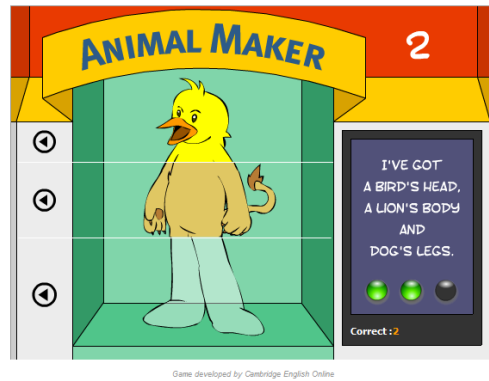 ANIMAL MAKER
2
I'VE GOT
A BIRD'S HEAD,
A LION'S BODY
AND
DOG'S LEGS.
Correct :2
Game developed by Cambridge English Online